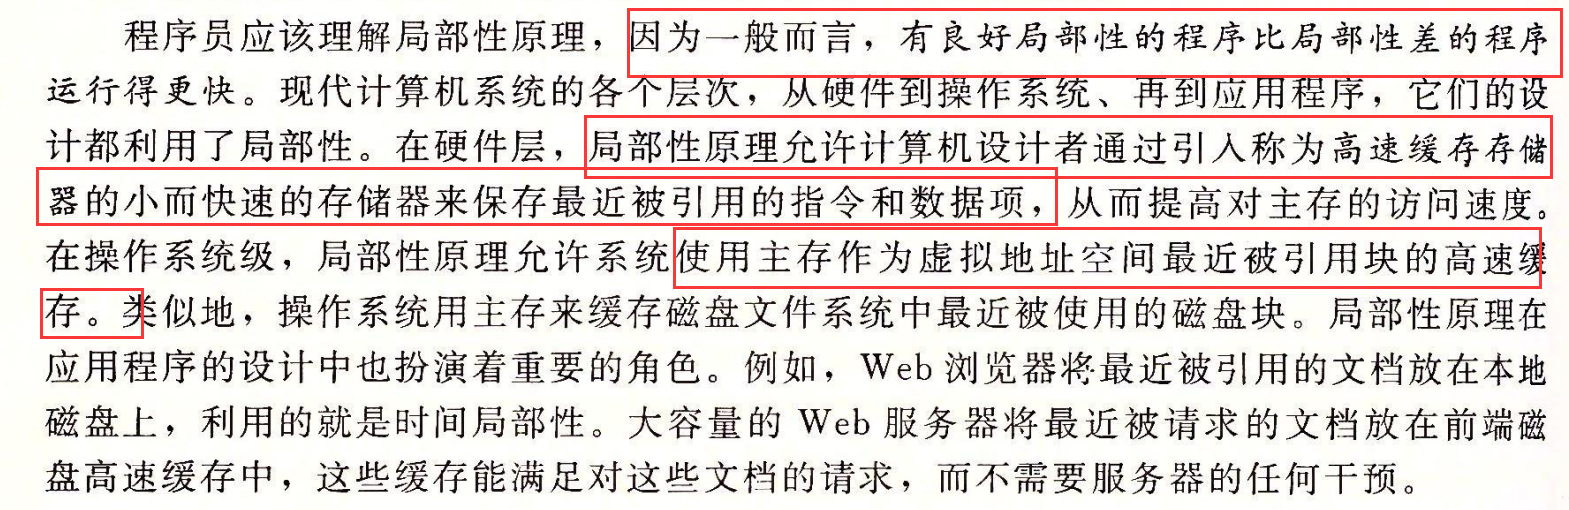 程序员应该理解局部性原理，因为一般而言，有良好局部性的程序比局部性差的程序
运行得更快。现代计算机系统的各个层次，从硬件到操作系统、再到应用程序，它们的设
计都利用了局部性。在硬件层，局部性原理允许计算机设计者通过引入称为高速缓存存储
器的小而快速的存储器来保存最近被引用的指令和数据项，从而提高对主存的访问速度。
在操作系统级，局部性原理允许系统使用主存作为虚拟地址空间最近被引用块的高速缓
存。类似地，操作系统用主存来缓存磁盘文件系统中最近被使用的磁盘块。局部性原理在
应用程序的设计中也扮演着重要的角色。例如，Web 浏览器将最近被引用的文档放在本地
磁盘上，利用的就是时间局部性。大容量的 Web 服务器将最近被请求的文档放在前端磁
盘高速缓存中，这些缓存能满足对这些文档的请求，而不需要服务器的任何干预。